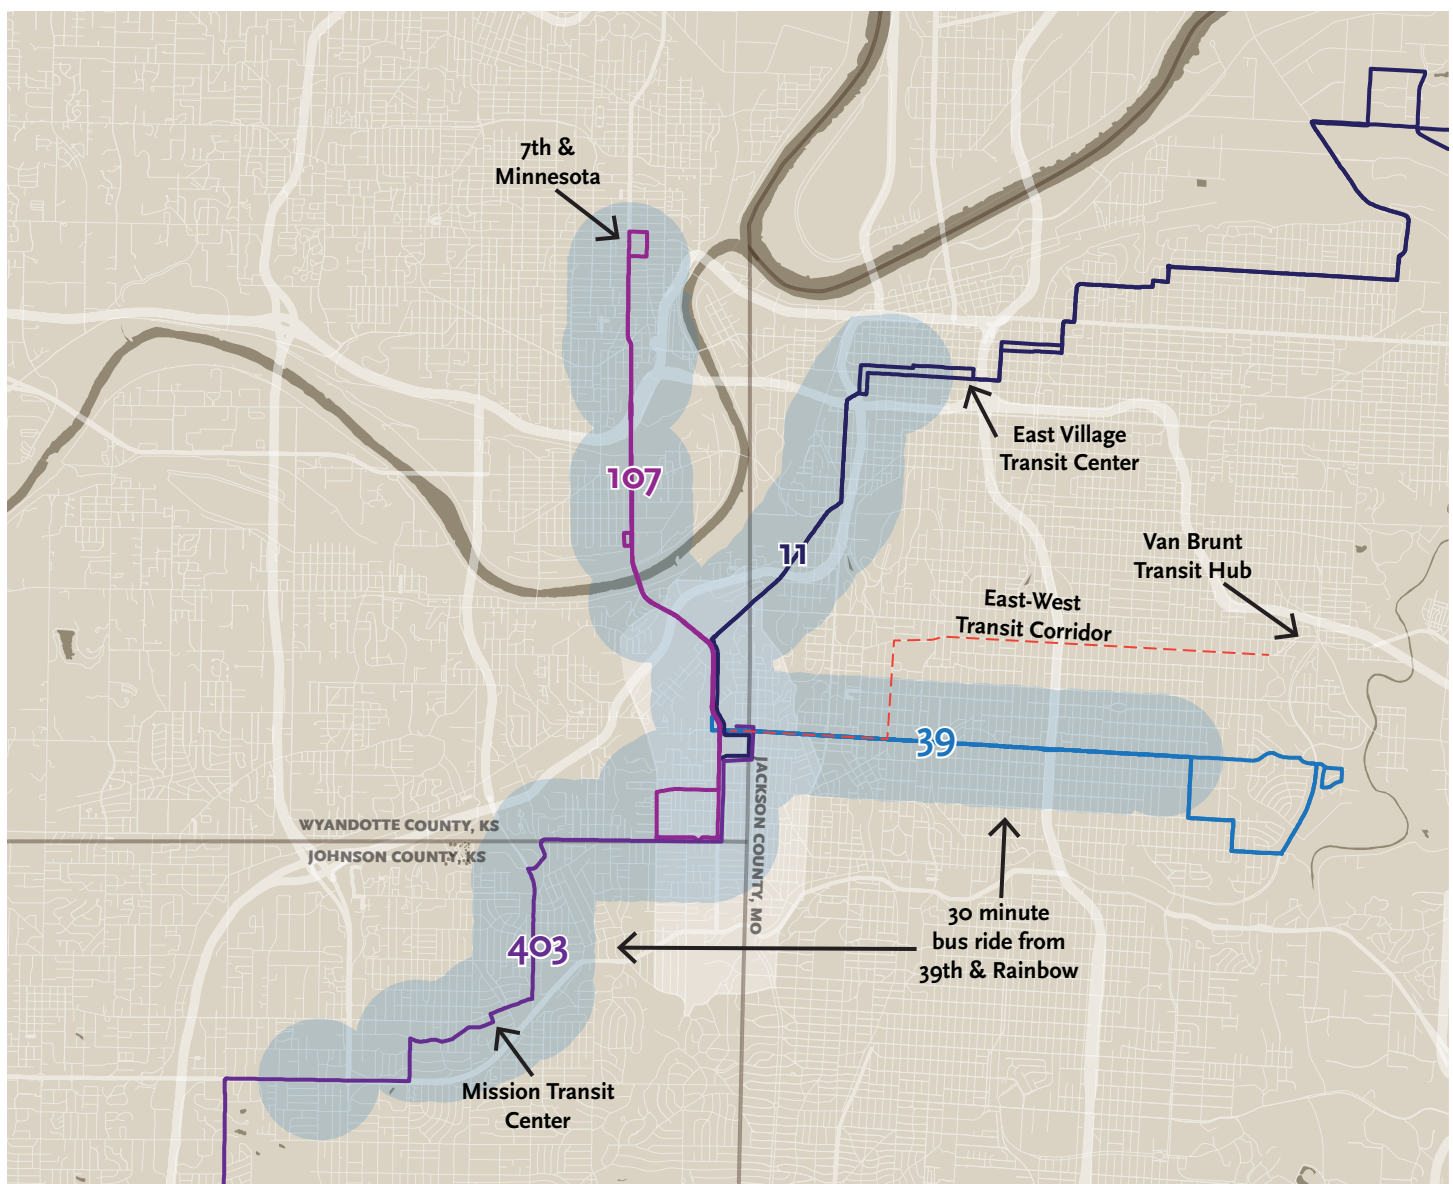 7th &
Minnesota
107
11
East Village
Transit Center
Van Brunt
Transit Hub
East-West
Transit Corridor
39
JACKSON COUNTY, MO
WYANDOTTE COUNTY, KS
JOHNSON COUNTY, KS
403
30 minute
bus ride from
39th & Rainbow
Mission Transit
Center